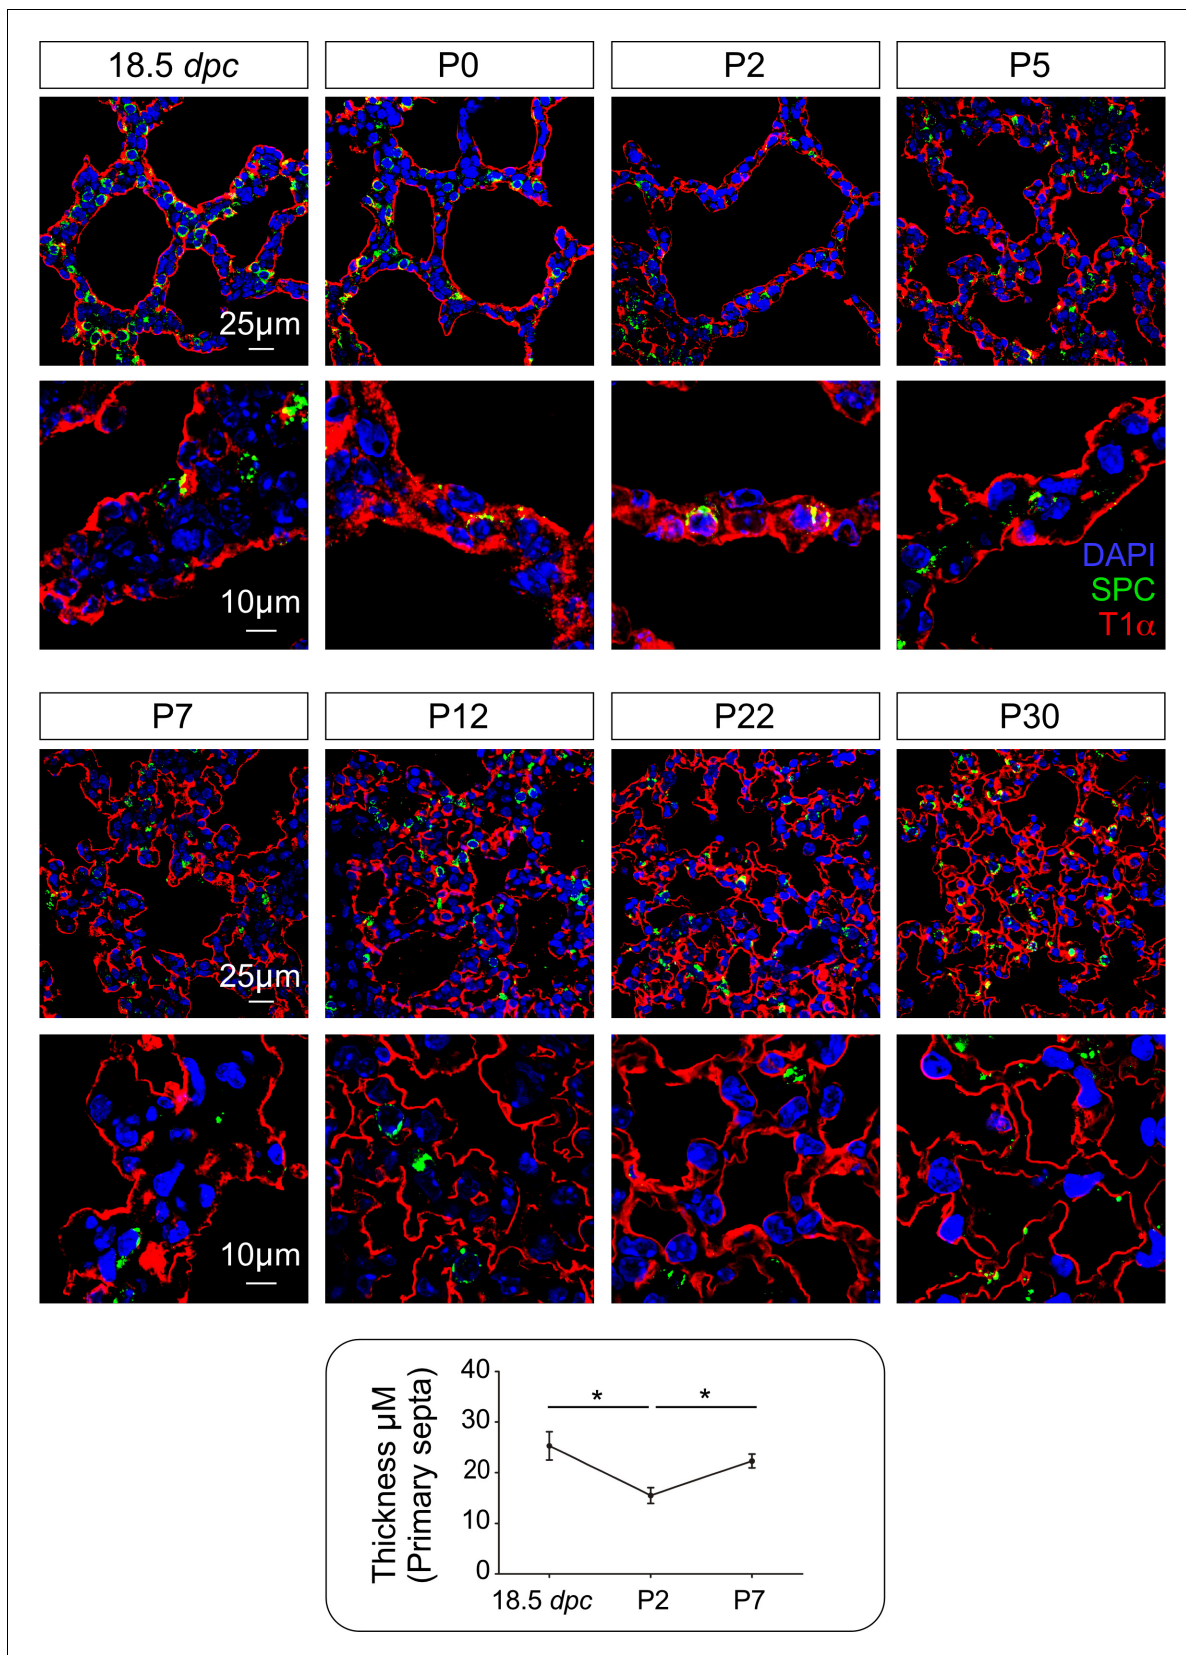 18.5 dpc
P0
P2
P5
25µm
10µm
DAPI
SPC
T1α
P7
P12
P22
P30
25µm
10µm
Thickness µM
(Primary septa)
40
30
20
10
0
*
*
18.5 dpc
P2
P7